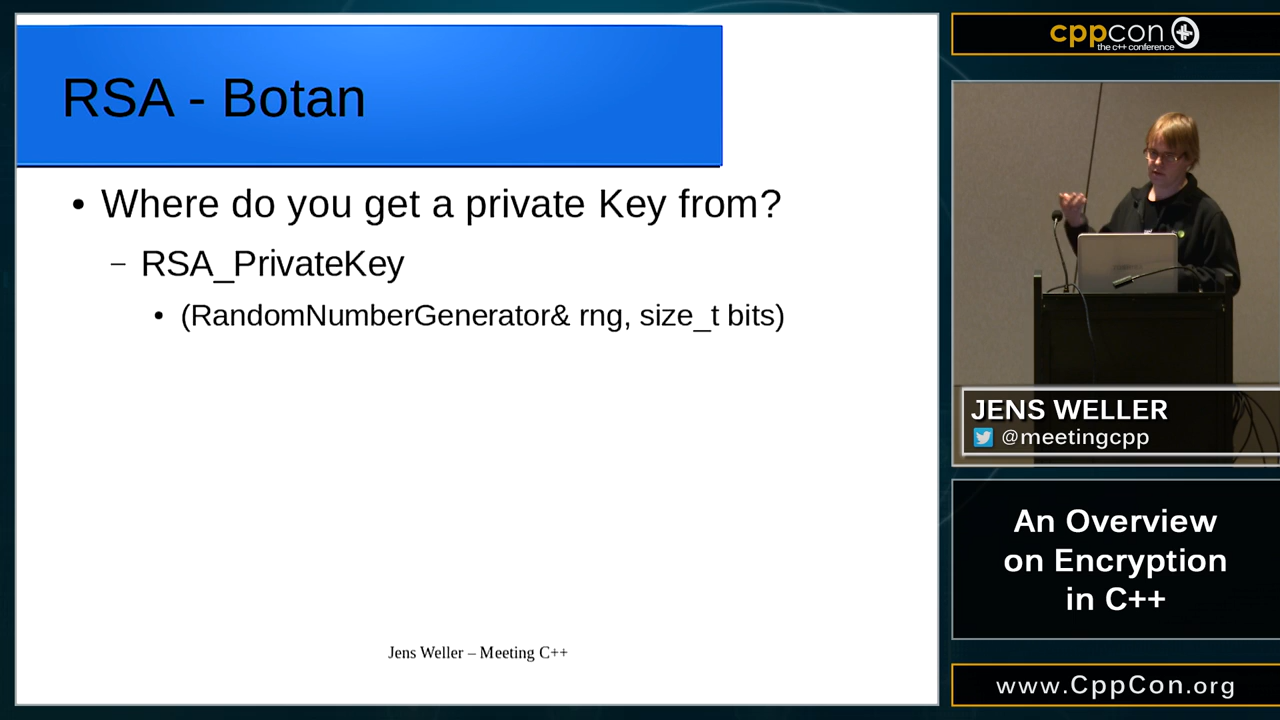 RSA - Botan
• Where do you get a private Key from?
– RSA_PrivateKey
• (RandomNumberGenerator& rng, size_t bits)
Jens Weller – Meeting C++
cppcon
the c++ conference
JENS WELLER
@meetingcpp
An Overview
on Encryption
in C++
www.CppCon.org